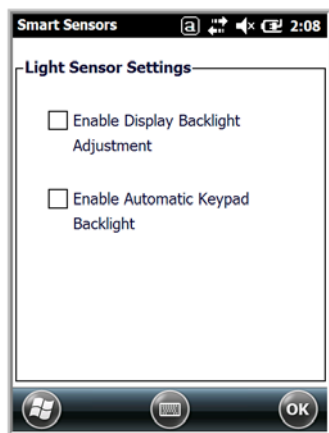 Smart Sensors a 2:08
Light Sensor Settings
Enable Display Backlight
Adjustment
Enable Automatic Keypad
Backlight
OK